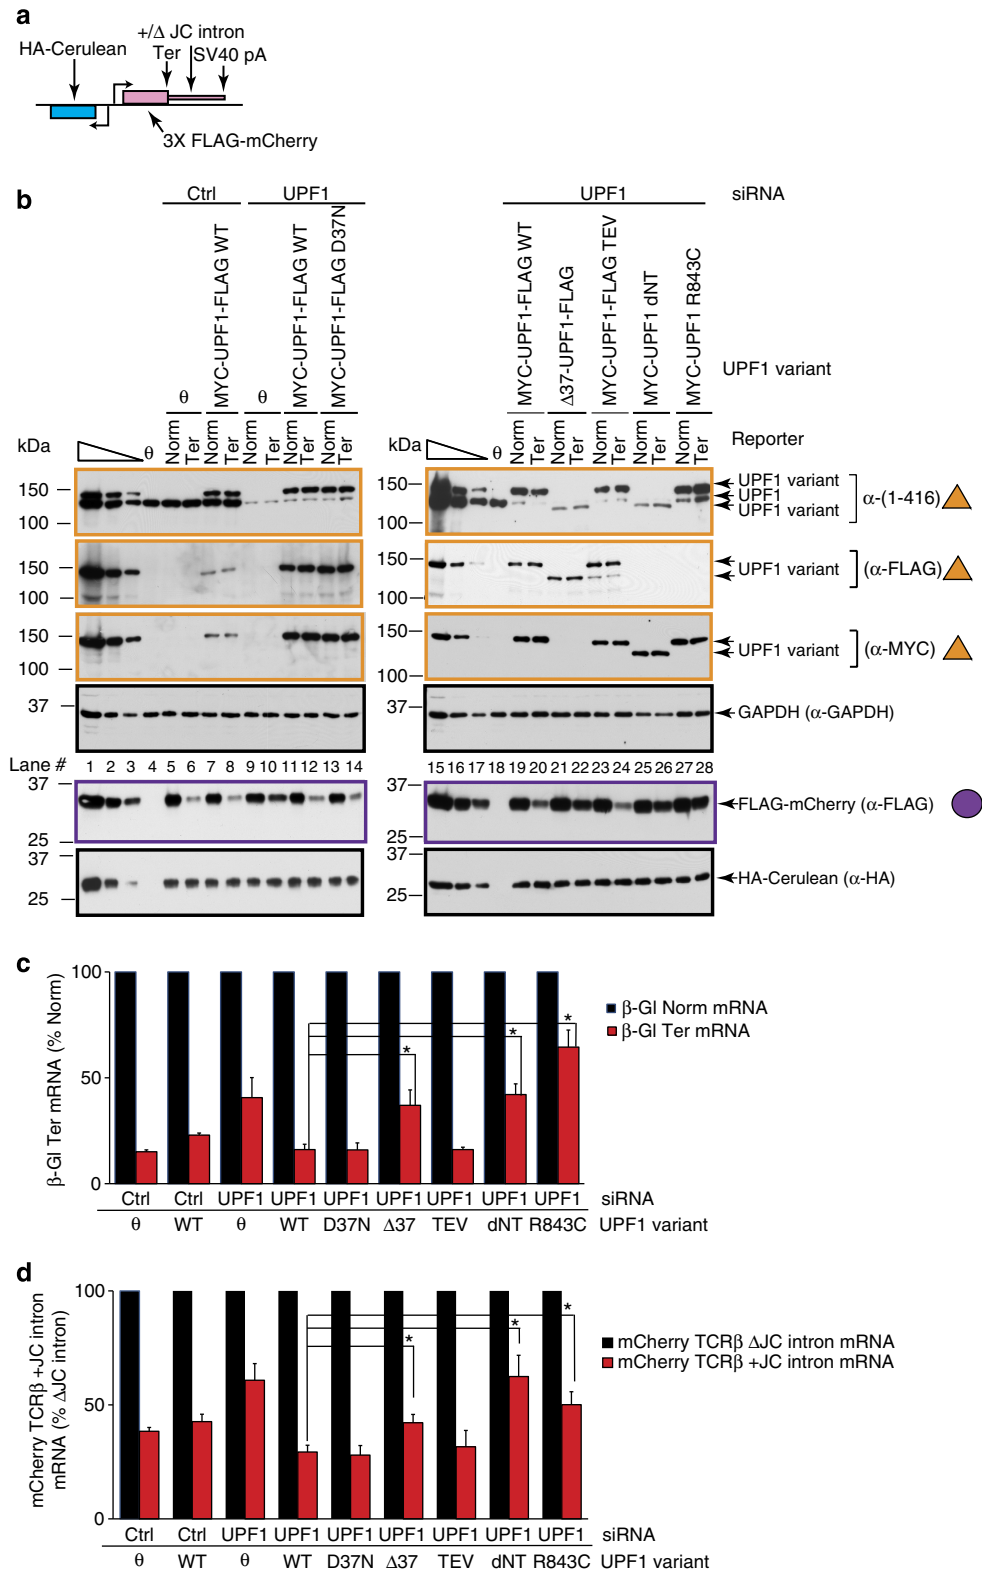 a
+/Δ JC intron
HA-Cerulean
Ter
SV40 pA
3X FLAG-mCherry
b
Ctrl
UPF1
UPF1
siRNA
θ
MYC-UPF1-FLAG WT
θ
MYC-UPF1-FLAG WT
MYC-UPF1-FLAG D37N
MYC-UPF1-FLAG WT
Δ37-UPF1-FLAG
MYC-UPF1-FLAG TEV
MYC-UPF1 dNT
MYC-UPF1 R843C
UPF1 variant
kDa
θ
Norm Ter Norm Ter Norm Ter Norm Ter Norm Ter
kDa
θ
Norm Ter Norm Ter Norm Ter Norm Ter Norm Ter
Reporter
150
100
150
100
UPF1 variant
UPF1
UPF1 variant
α-(1-416)
150
100
150
100
UPF1 variant
(α-FLAG)
150
100
150
100
UPF1 variant
(α-MYC)
37
37
GAPDH (α-GAPDH)
Lane # 1 2 3 4 5 6 7 8 9 10 11 12 13 14
15 16 17 18 19 20 21 22 23 24 25 26 27 28
37
25
37
25
FLAG-mCherry (α-FLAG)
37
25
37
25
HA-Cerulean (α-HA)
c
β-Gl Ter mRNA (% Norm)
100
50
0
* * *
β-Gl Norm mRNA
β-Gl Ter mRNA
Ctrl Ctrl UPF1 UPF1 UPF1 UPF1 UPF1 UPF1 UPF1 siRNA
θ WT θ WT D37N Δ37 TEV dNT R843C UPF1 variant
d
mCherry TCRβ +JC intron
mRNA (% ΔJC intron)
100
50
0
* * *
mCherry TCRβ ΔJC intron mRNA
mCherry TCRβ +JC intron mRNA
Ctrl Ctrl UPF1 UPF1 UPF1 UPF1 UPF1 UPF1 UPF1 siRNA
θ WT θ WT D37N Δ37 TEV dNT R843C UPF1 variant